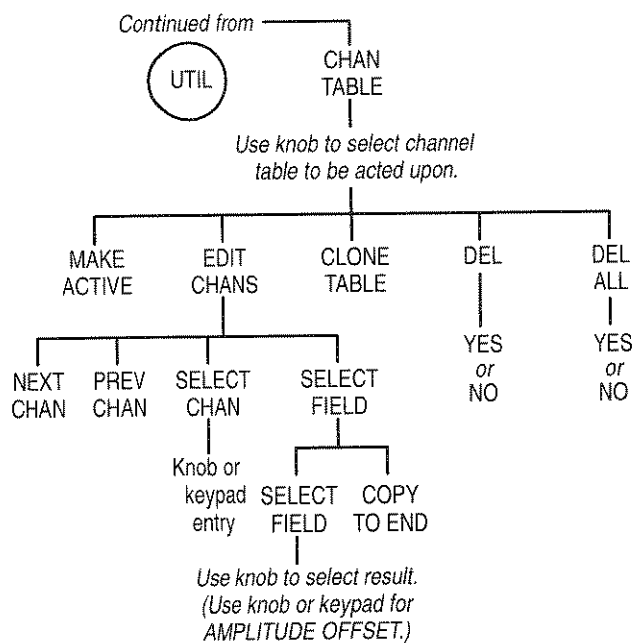 Continued from
UTIL
CHAN
TABLE
Use knob to select channel
table to be acted upon.
MAKE
ACTIVE
EDIT
CHANS
CLONE
TABLE
DEL
DEL
ALL
YES
or
NO
YES
or
NO
NEXT
CHAN
PREV
CHAN
SELECT
CHAN
SELECT
FIELD
Knob or
keypad
entry
SELECT
FIELD
COPY
TO END
Use knob to select result.
(Use knob or keypad for
AMPLITUDE OFFSET.)